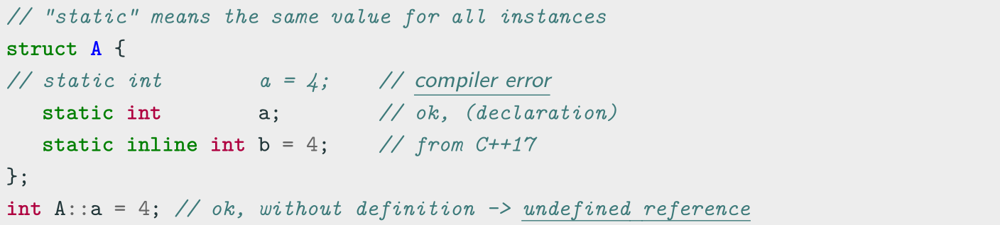 // "static" means the same value for all instances
struct A {
// static int a = 4; // compiler error
static int a; // ok, (declaration)
static inline int b = 4; // from C++17
};
int A::a = 4; // ok, without definition -> undefined reference